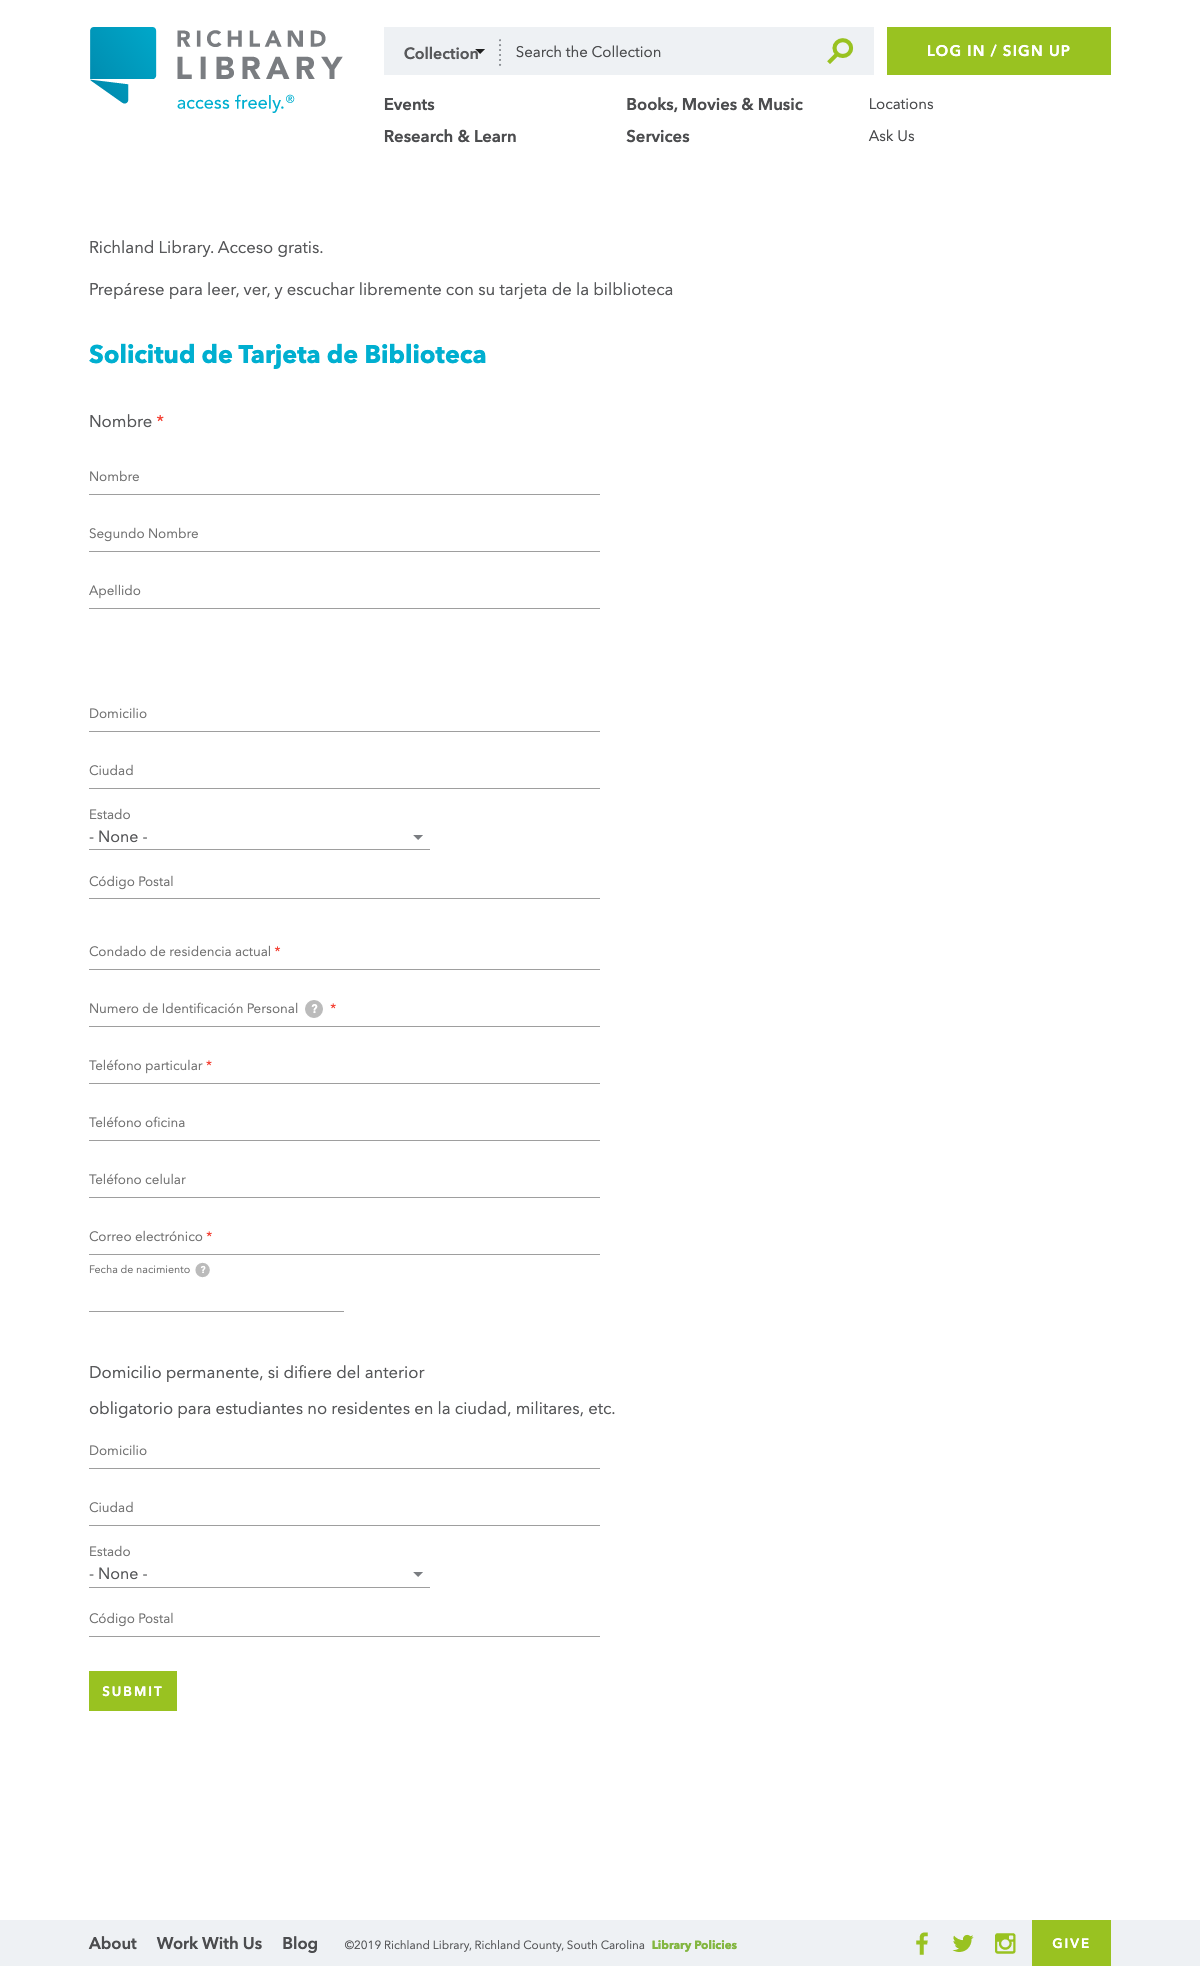 RICHLAND
LIBRARY
access freely.®
Collection
Search the Collection
LOG IN / SIGN UP
Events
Books, Movies & Music
Locations
Research & Learn
Services
Ask Us
Richland Library. Acceso gratis.
Prepárese para leer, ver, y escuchar libremente con su tarjeta de la bilblioteca
Solicitud de Tarjeta de Biblioteca
Nombre *
Nombre
Segundo Nombre
Apellido
Domicilio
Ciudad
Estado
- None -
Código Postal
Condado de residencia actual *
Numero de Identificación Personal ? *
Teléfono particular *
Teléfono oficina
Teléfono celular
Correo electrónico *
Fecha de nacimiento ?
Domicilio permanente, si difiere del anterior
obligatorio para estudiantes no residentes en la ciudad, militares, etc.
Domicilio
Ciudad
Estado
- None -
Código Postal
SUBMIT
About Work With Us Blog ©2019 Richland Library, Richland County, South Carolina Library Policies
GIVE